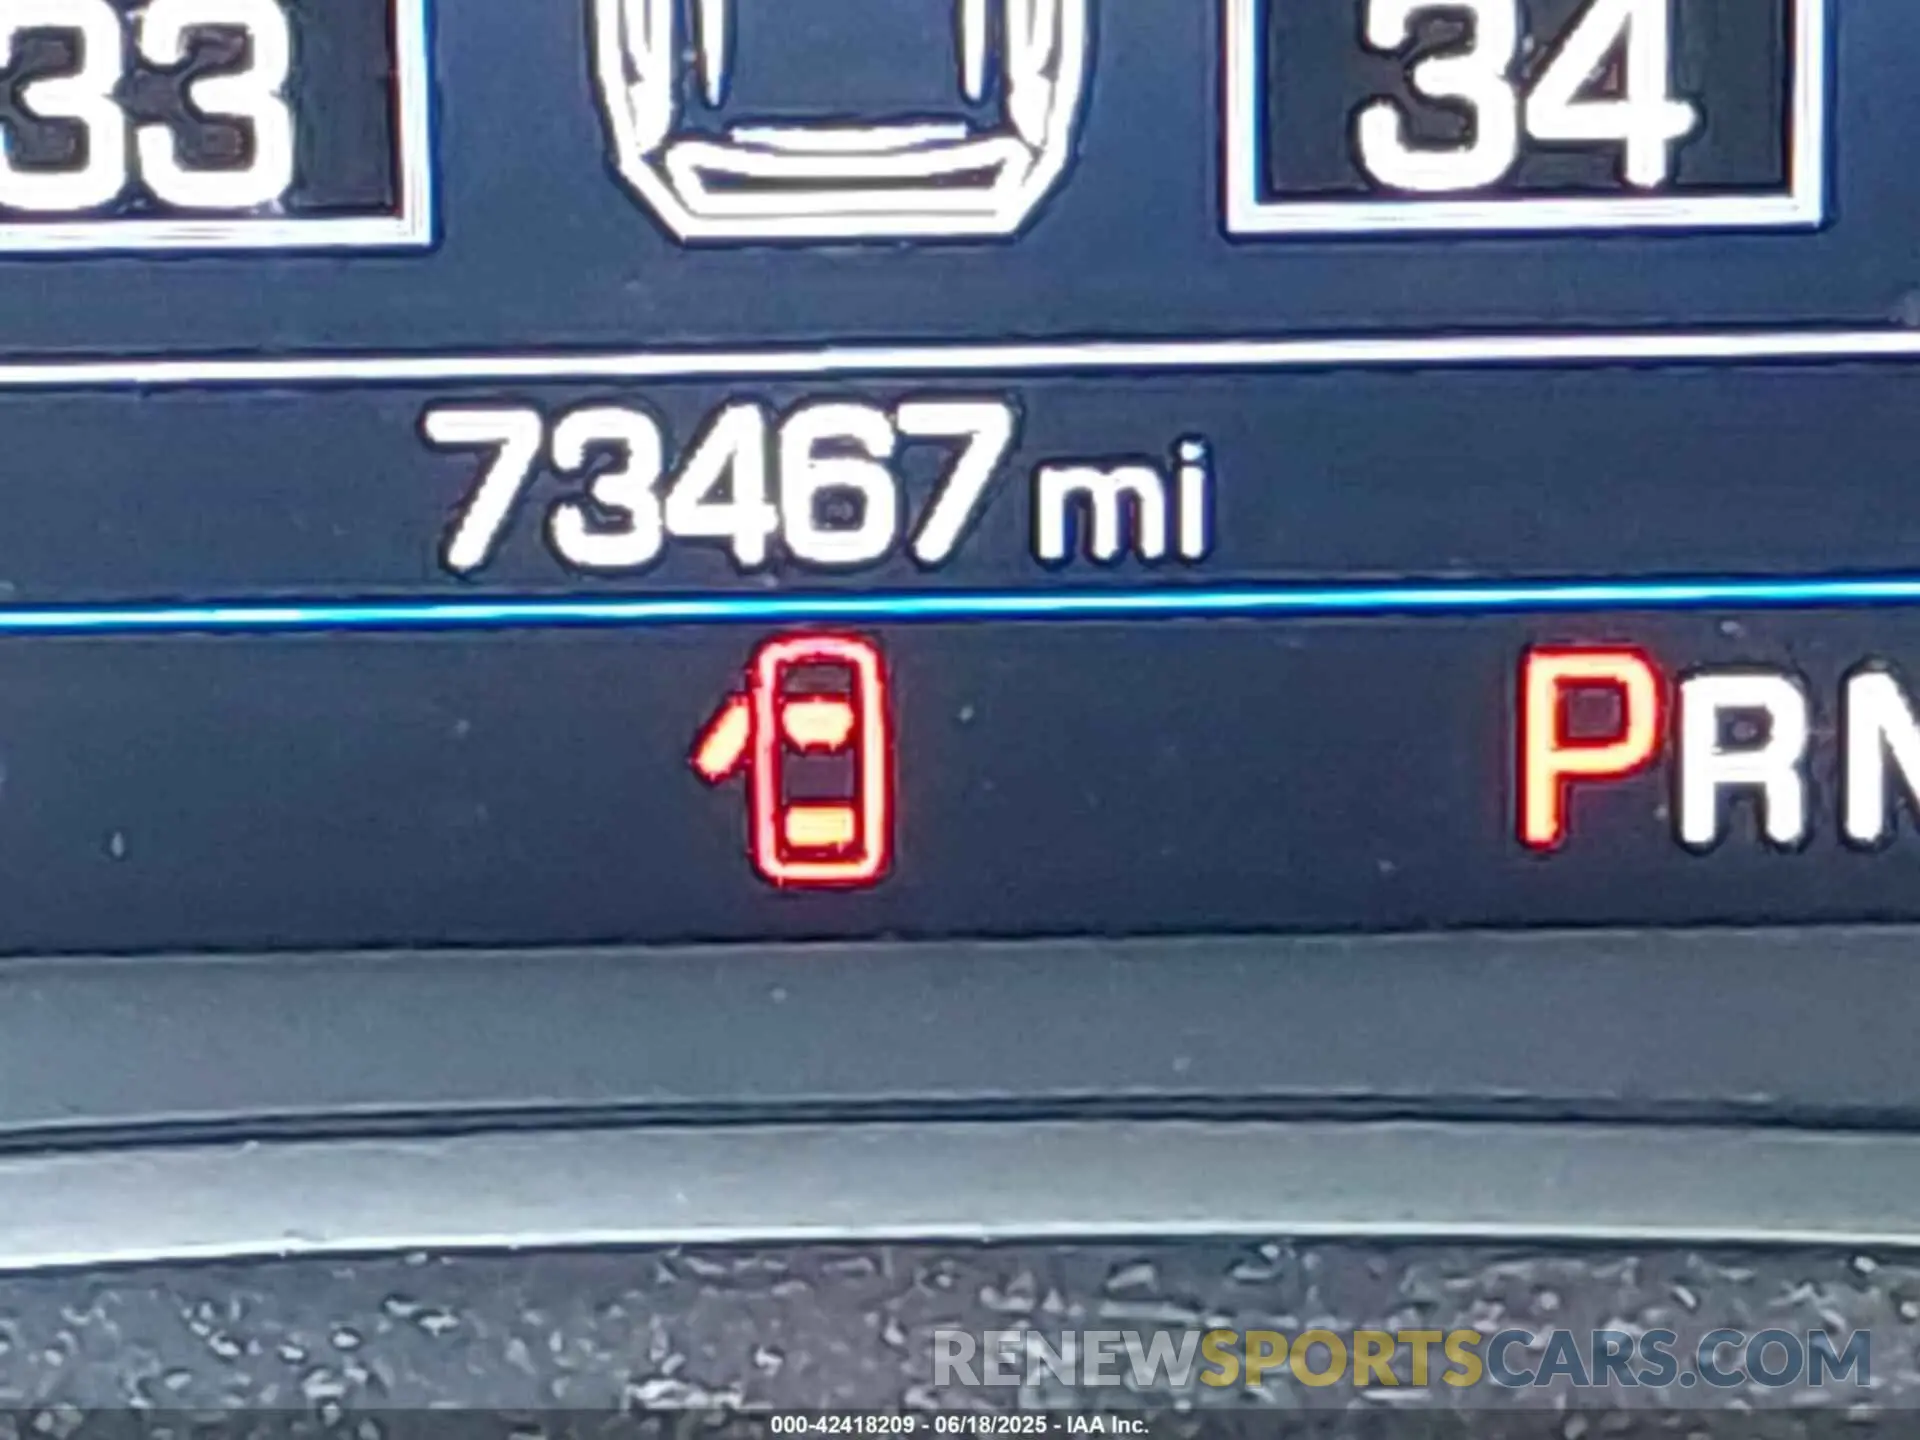 33
34
73467 mi
PRN
RENEWSPORTSCARS.COM
000-42418209 - 06/18/2025 - IAA Inc.